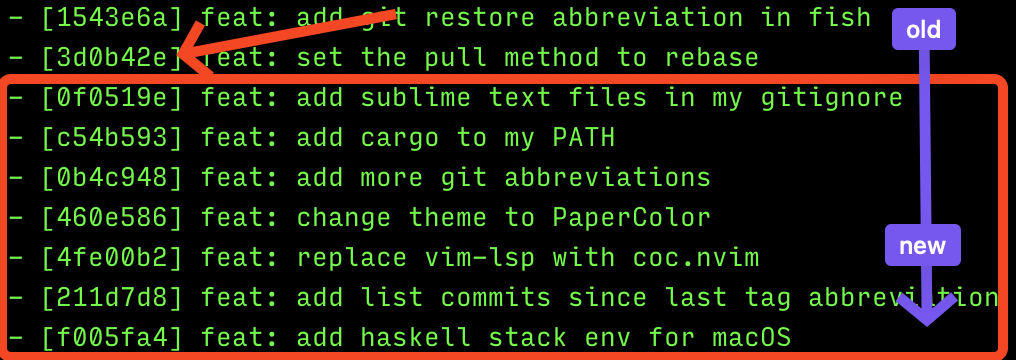 - [1543e6a] feat: add git restore abbreviation in fish
old
- [3d0b42e] feat: set the pull method to rebase
- [0f0519e] feat: add sublime text files in my gitignore
- [c54b593] feat: add cargo to my PATH
- [0b4c948] feat: add more git abbreviations
- [460e586] feat: change theme to PaperColor
new
- [4fe00b2] feat: replace vim-lsp with coc.nvim
- [211d7d8] feat: add list commits since last tag abbreviation
- [f005fa4] feat: add haskell stack env for macOS